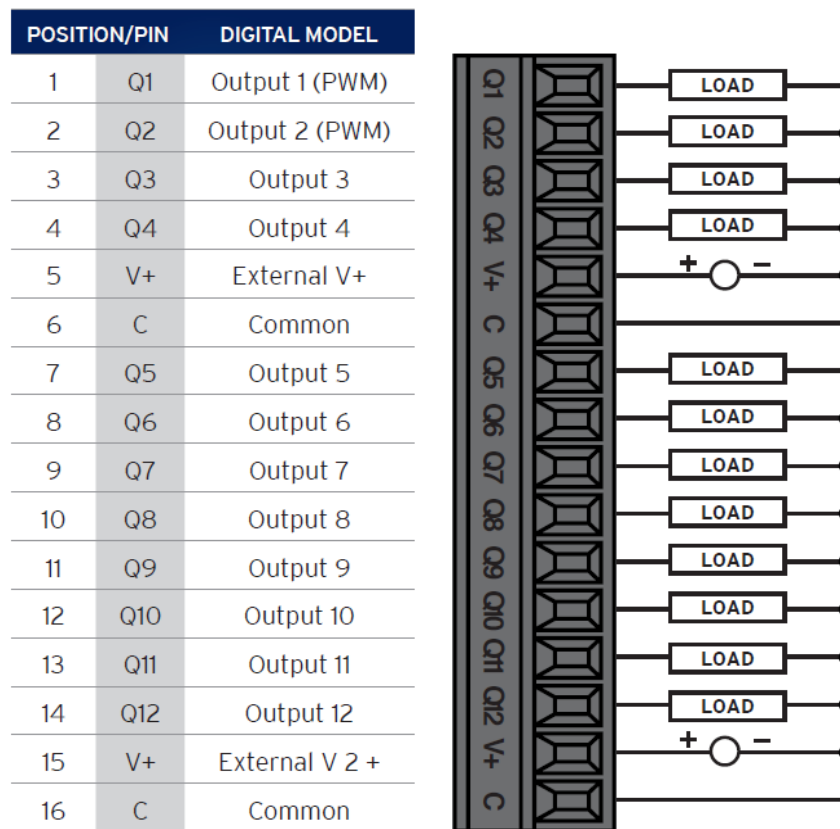 POSITION/PIN DIGITAL MODEL
1 Q1 Output 1 (PWM)
2 Q2 Output 2 (PWM)
3 Q3 Output 3
4 Q4 Output 4
5 V+ External V+
6 C Common
7 Q5 Output 5
8 Q6 Output 6
9 Q7 Output 7
10 Q8 Output 8
11 Q9 Output 9
12 Q10 Output 10
13 Q11 Output 11
14 Q12 Output 12
15 V+ External V 2 +
16 C Common
Q1 LOAD
Q2 LOAD
Q3 LOAD
Q4 LOAD
V+ + –
C
Q5 LOAD
Q6 LOAD
Q7 LOAD
Q8 LOAD
Q9 LOAD
Q10 LOAD
Q11 LOAD
Q12 LOAD
V+ + –
C